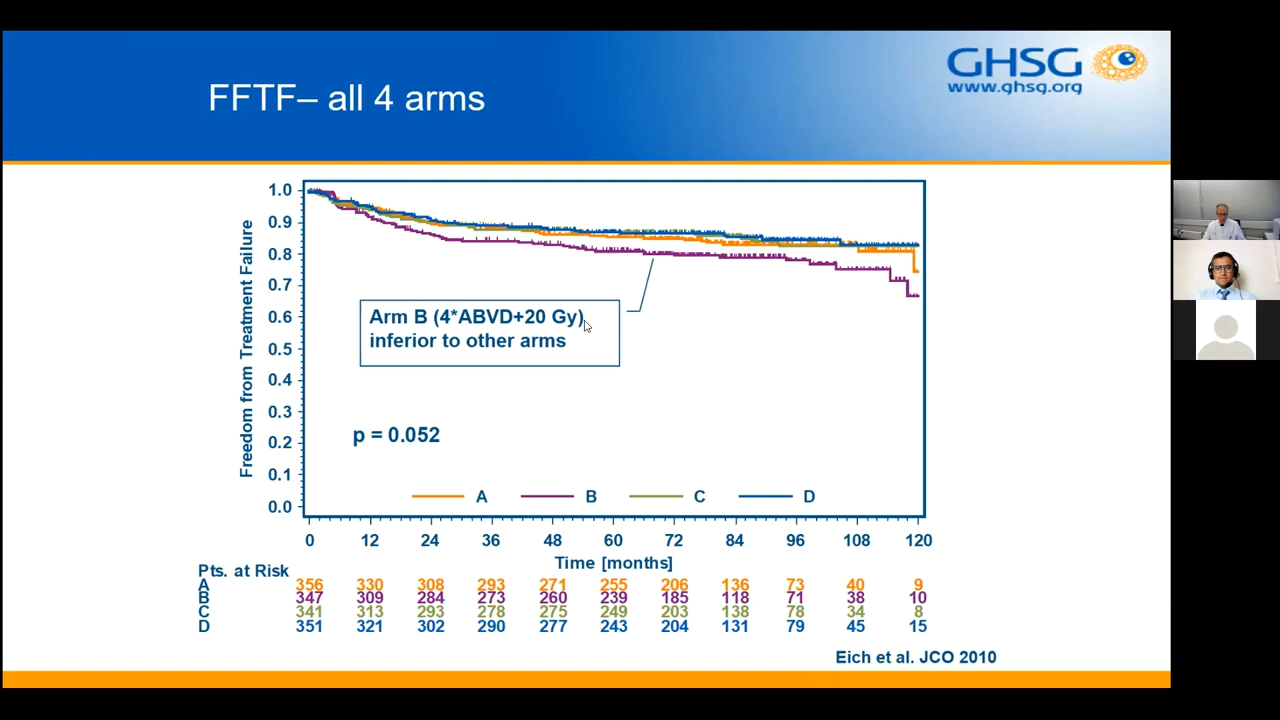 FFTF– all 4 arms
GHSG
www.ghsg.org
Freedom from Treatment Failure
1.0
0.9
0.8
0.7
0.6
0.5
0.4
0.3
0.2
0.1
0.0
Arm B (4*ABVD+20 Gy)
inferior to other arms
p = 0.052
A B C D
0 12 24 36 48 60 72 84 96 108 120
Time [months]
Pts. at Risk
A 356 330 308 293 271 255 206 136 73 40 9
B 347 309 284 273 260 239 185 118 71 38 10
C 341 313 293 278 275 249 203 138 78 34 8
D 351 321 302 290 277 243 204 131 79 45 15
Eich et al. JCO 2010